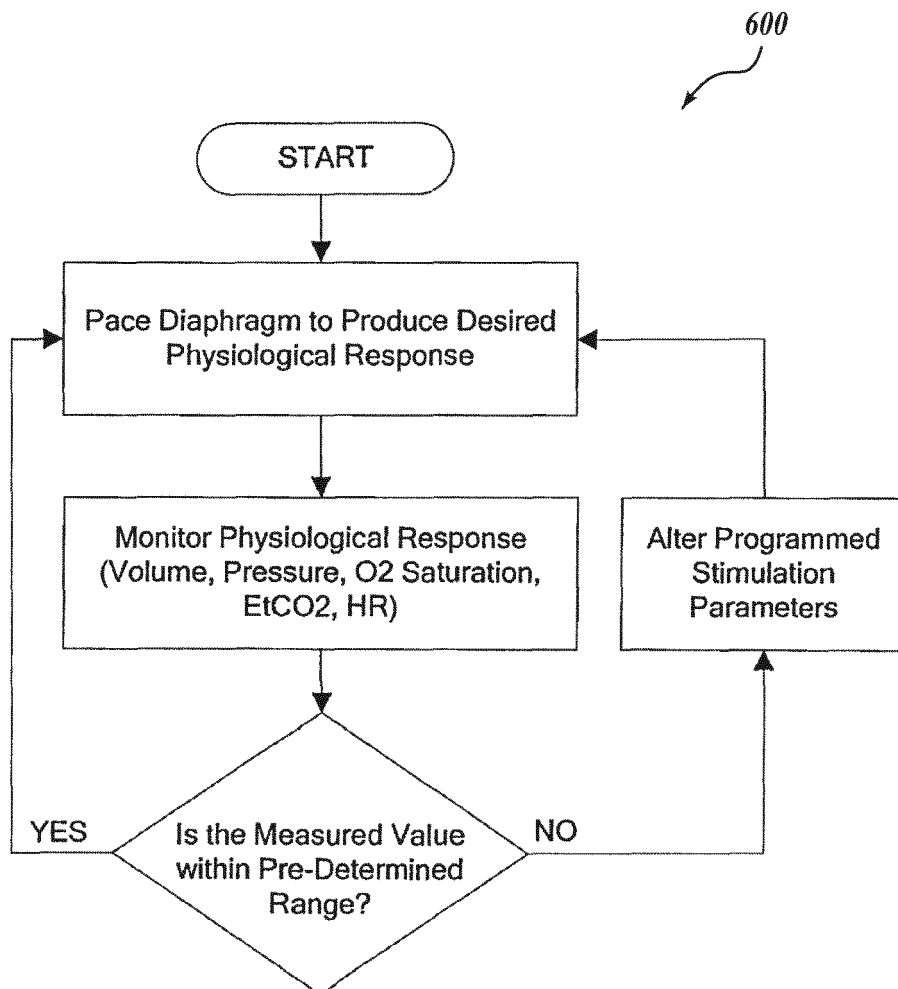 600
START
Pace Diaphragm to Produce Desired
Physiological Response
Monitor Physiological Response
(Volume, Pressure, O2 Saturation,
EtCO2, HR)
Alter Programmed
Stimulation
Parameters
YES
Is the Measured Value
within Pre-Determined
Range?
NO